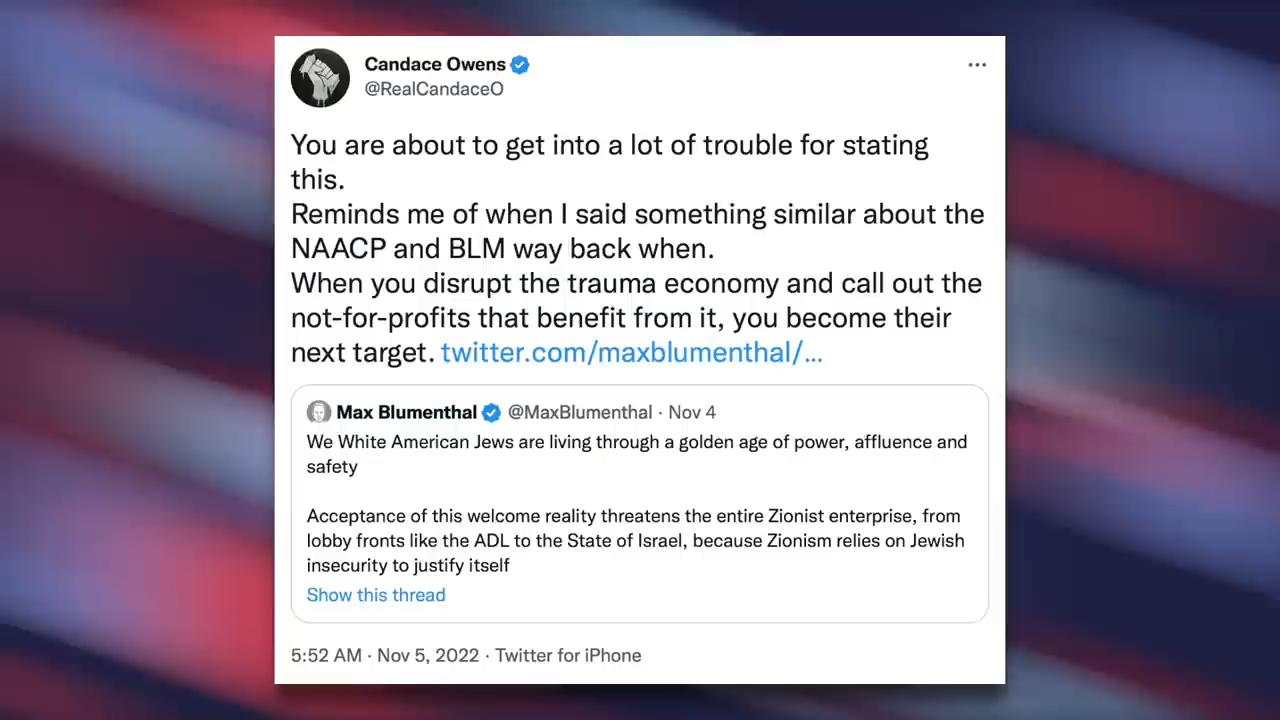 Candace Owens
@RealCandaceO
You are about to get into a lot of trouble for stating
this.
Reminds me of when I said something similar about the
NAACP and BLM way back when.
When you disrupt the trauma economy and call out the
not-for-profits that benefit from it, you become their
next target. twitter.com/maxblumenthal/...
Max Blumenthal @MaxBlumenthal · Nov 4
We White American Jews are living through a golden age of power, affluence and
safety
Acceptance of this welcome reality threatens the entire Zionist enterprise, from
lobby fronts like the ADL to the State of Israel, because Zionism relies on Jewish
insecurity to justify itself
Show this thread
5:52 AM · Nov 5, 2022 · Twitter for iPhone